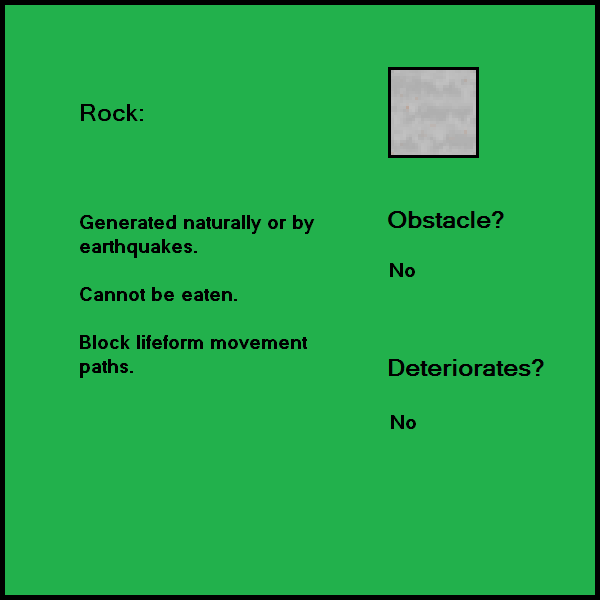 Rock:
Generated naturally or by
earthquakes.
Cannot be eaten.
Block lifeform movement
paths.
Obstacle?
No
Deteriorates?
No